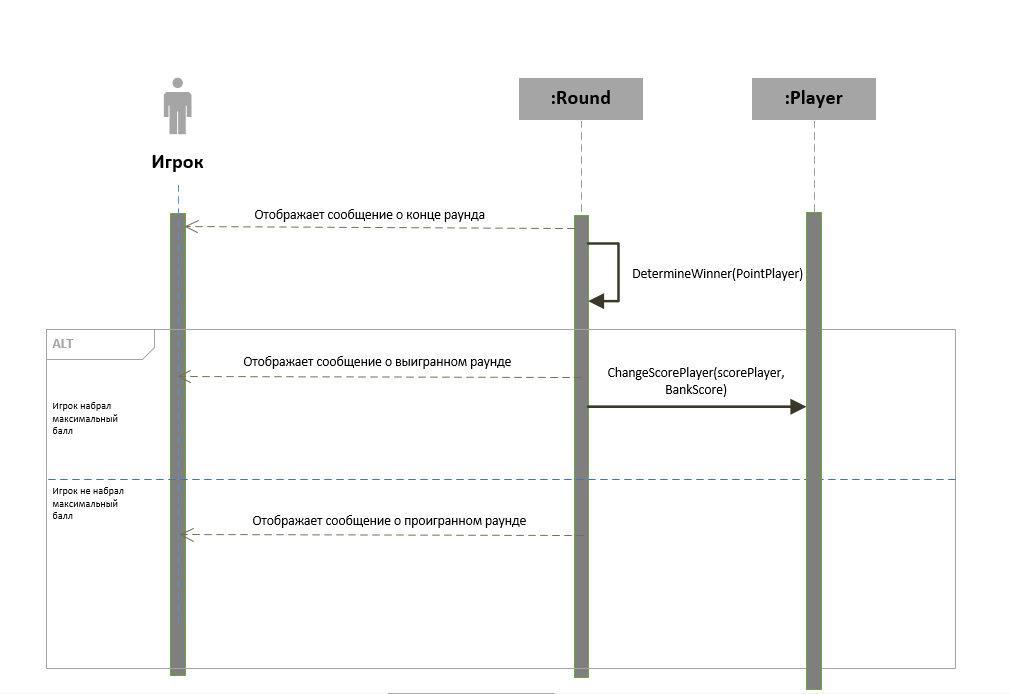 :Round
:Player
Игрок
Отображает сообщение о конце раунда
DetermineWinner(PointPlayer)
ALT
Отображает сообщение о выигранном раунде
ChangeScorePlayer(scorePlayer,
BankScore)
Игрок набрал
максимальный
балл
Игрок не набрал
максимальный
балл
Отображает сообщение о проигранном раунде